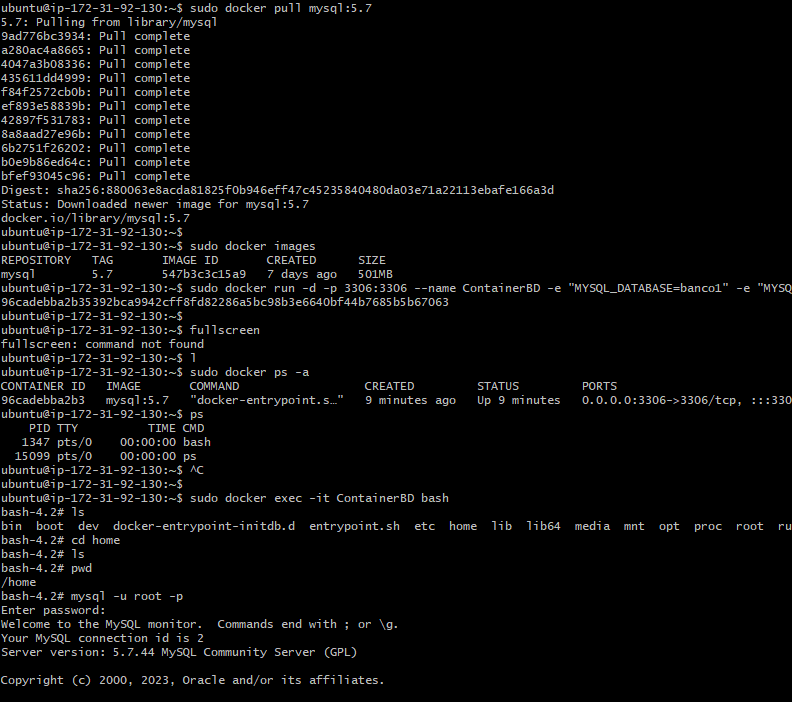 ubuntu@ip-172-31-92-130:~$ sudo docker pull mysql:5.7
5.7: Pulling from library/mysql
9ad776bc3934: Pull complete
a280ac4a8665: Pull complete
4047a3b08336: Pull complete
435611dd4999: Pull complete
f84f2572cb0b: Pull complete
ef893e58839b: Pull complete
42897f531783: Pull complete
8a8aad27e96b: Pull complete
6b2751f26202: Pull complete
b0e9b86ed64c: Pull complete
bfef93045c96: Pull complete
Digest: sha256:880063e8acda81825f0b946eff47c45235840480da03e71a22113ebafe166a3d
Status: Downloaded newer image for mysql:5.7
docker.io/library/mysql:5.7
ubuntu@ip-172-31-92-130:~$
ubuntu@ip-172-31-92-130:~$ sudo docker images
REPOSITORY   TAG       IMAGE ID       CREATED      SIZE
mysql        5.7       547b3c3c15a9   7 days ago   501MB
ubuntu@ip-172-31-92-130:~$ sudo docker run -d -p 3306:3306 --name ContainerBD -e "MYSQL_DATABASE=banco1" -e "MYSQ
96cadebba2b35392bca9942cff8fd82286a5bc98b3e6640bf44b7685b5b67063
ubuntu@ip-172-31-92-130:~$
ubuntu@ip-172-31-92-130:~$ fullscreen
fullscreen: command not found
ubuntu@ip-172-31-92-130:~$ l
ubuntu@ip-172-31-92-130:~$ sudo docker ps -a
CONTAINER ID   IMAGE       COMMAND                  CREATED         STATUS         PORTS
96cadebba2b3   mysql:5.7   "docker-entrypoint.s…"   9 minutes ago   Up 9 minutes   0.0.0.0:3306->3306/tcp, :::330
ubuntu@ip-172-31-92-130:~$ ps
    PID TTY          TIME CMD
   1347 pts/0    00:00:00 bash
  15099 pts/0    00:00:00 ps
ubuntu@ip-172-31-92-130:~$ ^C
ubuntu@ip-172-31-92-130:~$
ubuntu@ip-172-31-92-130:~$ sudo docker exec -it ContainerBD bash
bash-4.2# ls
bin  boot  dev  docker-entrypoint-initdb.d  entrypoint.sh  etc  home  lib  lib64  media  mnt  opt  proc  root  ru
bash-4.2# cd home
bash-4.2# ls
bash-4.2# pwd
/home
bash-4.2# mysql -u root -p
Enter password:
Welcome to the MySQL monitor.  Commands end with ; or \g.
Your MySQL connection id is 2
Server version: 5.7.44 MySQL Community Server (GPL)
Copyright (c) 2000, 2023, Oracle and/or its affiliates.